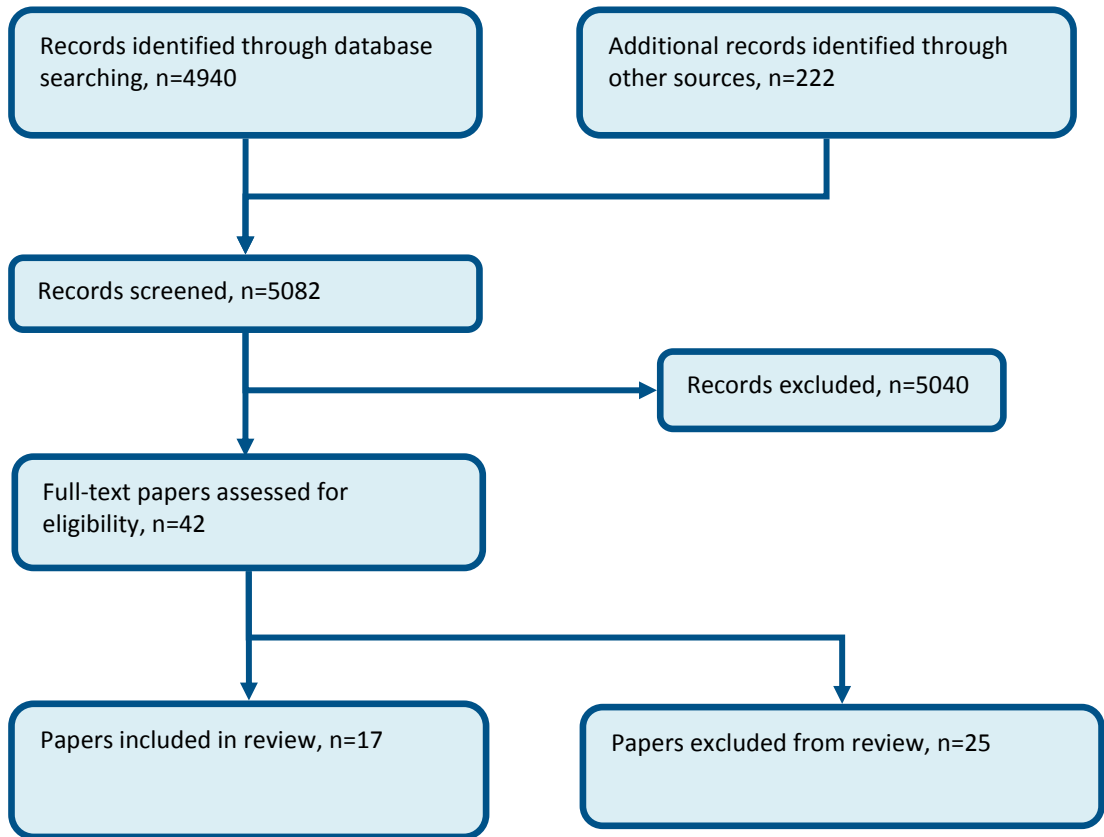 Records identified through database
searching, n=4940
Additional records identified through
other sources, n=222
Records screened, n=5082
Records excluded, n=5040
Full-text papers assessed for
eligibility, n=42
Papers included in review, n=17
Papers excluded from review, n=25